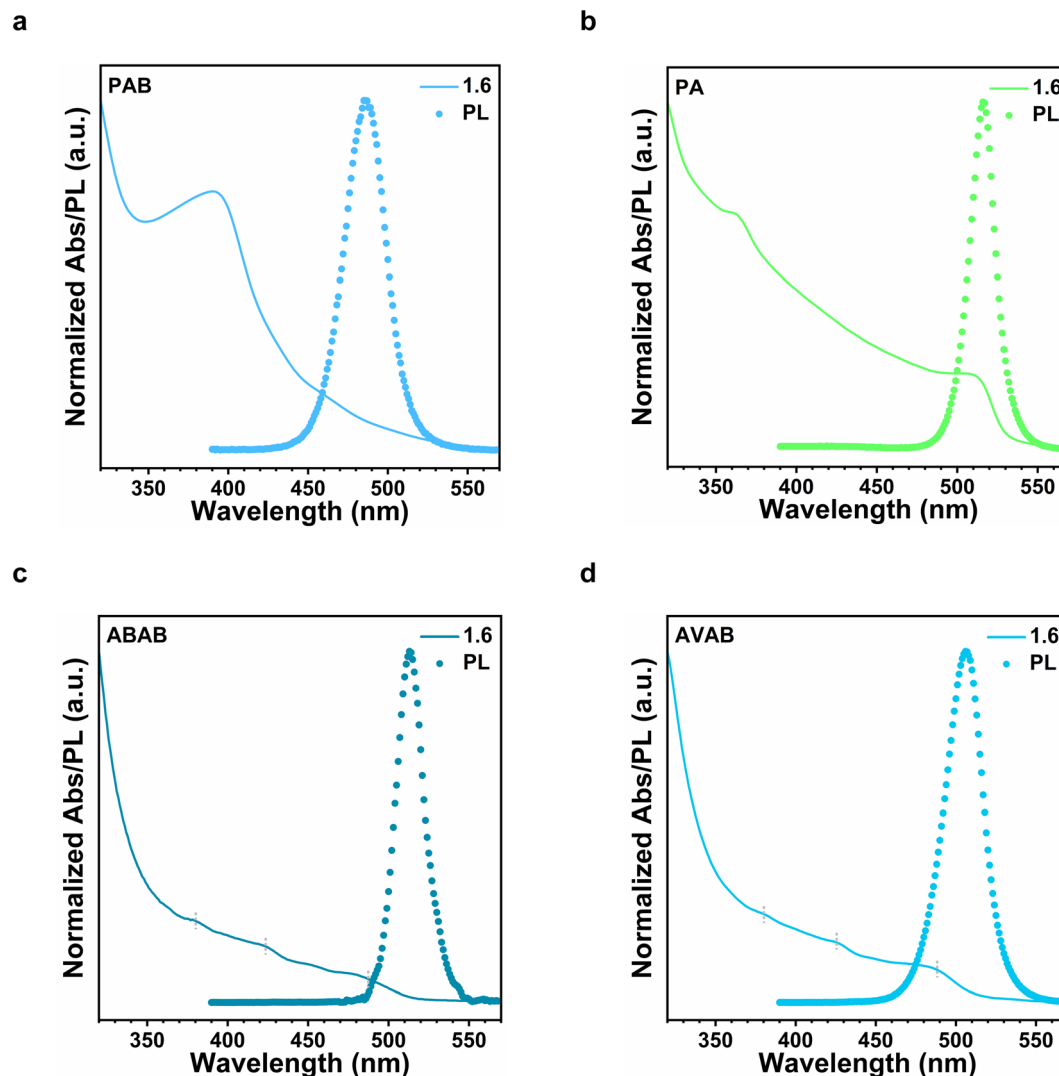 a
PAB
1.6
PL
Normalized Abs/PL (a.u.)
350 400 450 500 550
Wavelength (nm)
b
PA
1.6
PL
Normalized Abs/PL (a.u.)
350 400 450 500 550
Wavelength (nm)
c
ABAB
1.6
PL
Normalized Abs/PL (a.u.)
350 400 450 500 550
Wavelength (nm)
d
AVAB
1.6
PL
Normalized Abs/PL (a.u.)
350 400 450 500 550
Wavelength (nm)